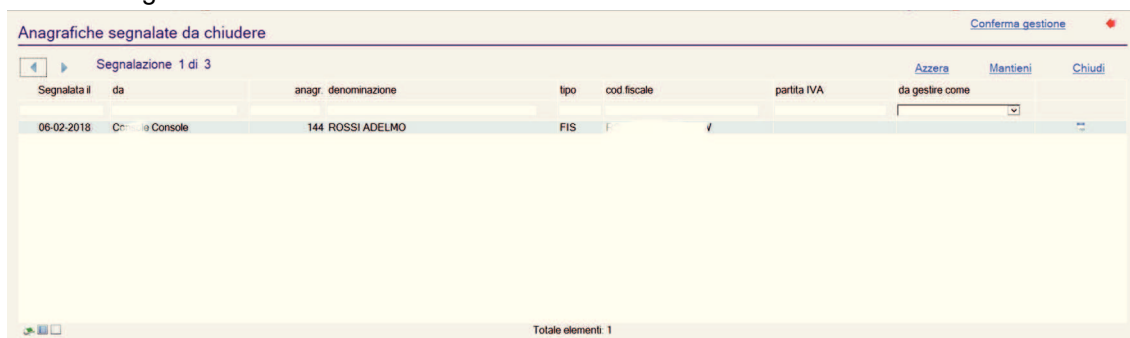 Anagrafiche segnalate da chiudere
Conferma gestione
Segnalazione 1 di 3
Azzera Mantieni Chiudi
Segnalata il da anagr. denominazione tipo cod.fiscale partita IVA da gestire come
06-02-2018 Console 144 ROSSI ADELMO FIS
Totale elementi: 1